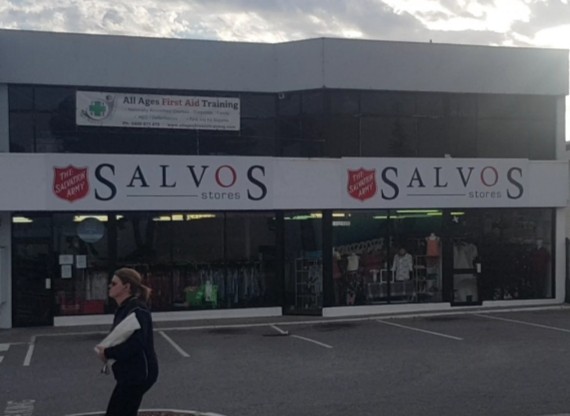 All Ages First Aid Training
THE SALVATION ARMY
SALVOS
stores
THE SALVATION ARMY
SALVOS
stores